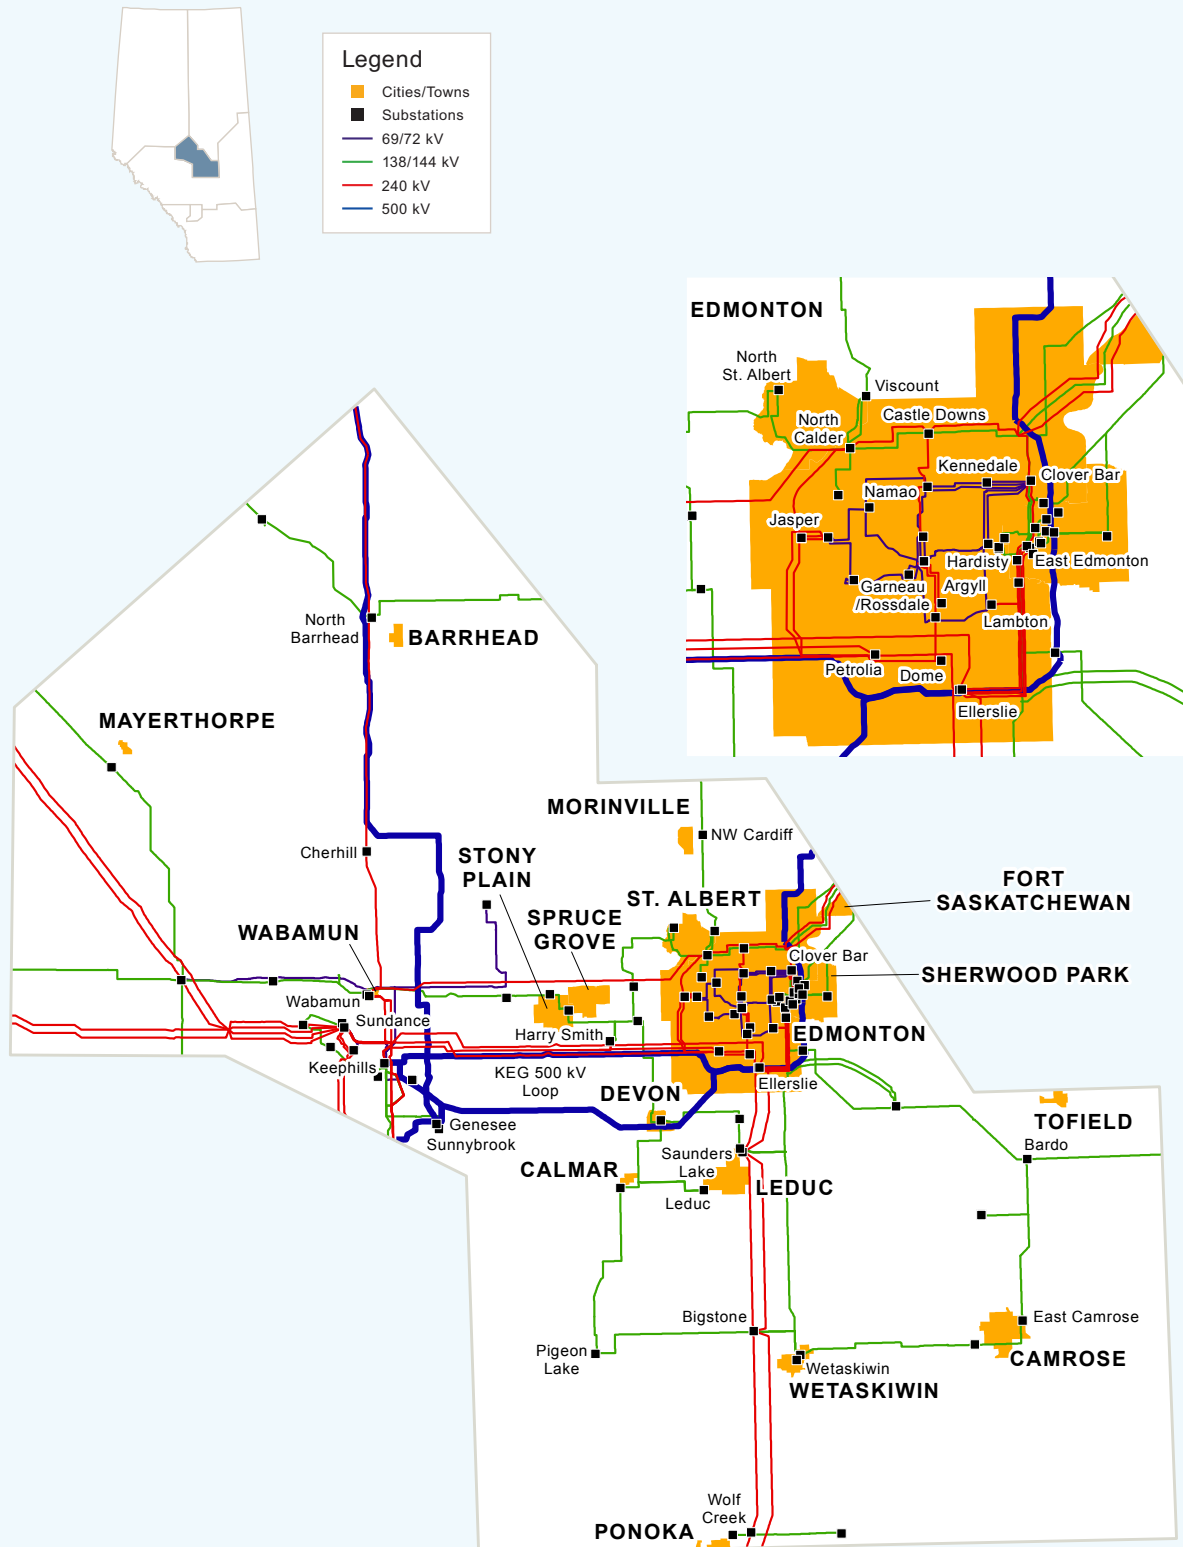 Legend
Cities/Towns
Substations
69/72 kV
138/144 kV
240 kV
500 kV
EDMONTON
North
St. Albert
Viscount
Castle Downs
North
Calder
Kennedale
Clover Bar
Namao
Jasper
Hardisty
East Edmonton
Garneau
/Rossdale
Argyll
Lambton
Petrolia
Dome
Ellerslie
North
Barrhead
BARRHEAD
MAYERTHORPE
MORINVILLE
NW Cardiff
Cherhill
STONY
PLAIN
ST. ALBERT
FORT
SASKATCHEWAN
SPRUCE
GROVE
WABAMUN
Clover Bar
SHERWOOD PARK
Wabamun
Sundance
Harry Smith
EDMONTON
Keephills
KEG 500 kV
Loop
Ellerslie
DEVON
Genesee
Sunnybrook
TOFIELD
Bardo
Saunders
Lake
CALMAR
LEDUC
Leduc
Bigstone
East Camrose
Pigeon
Lake
CAMROSE
Wetaskiwin
WETASKIWIN
Wolf
Creek
PONOKA